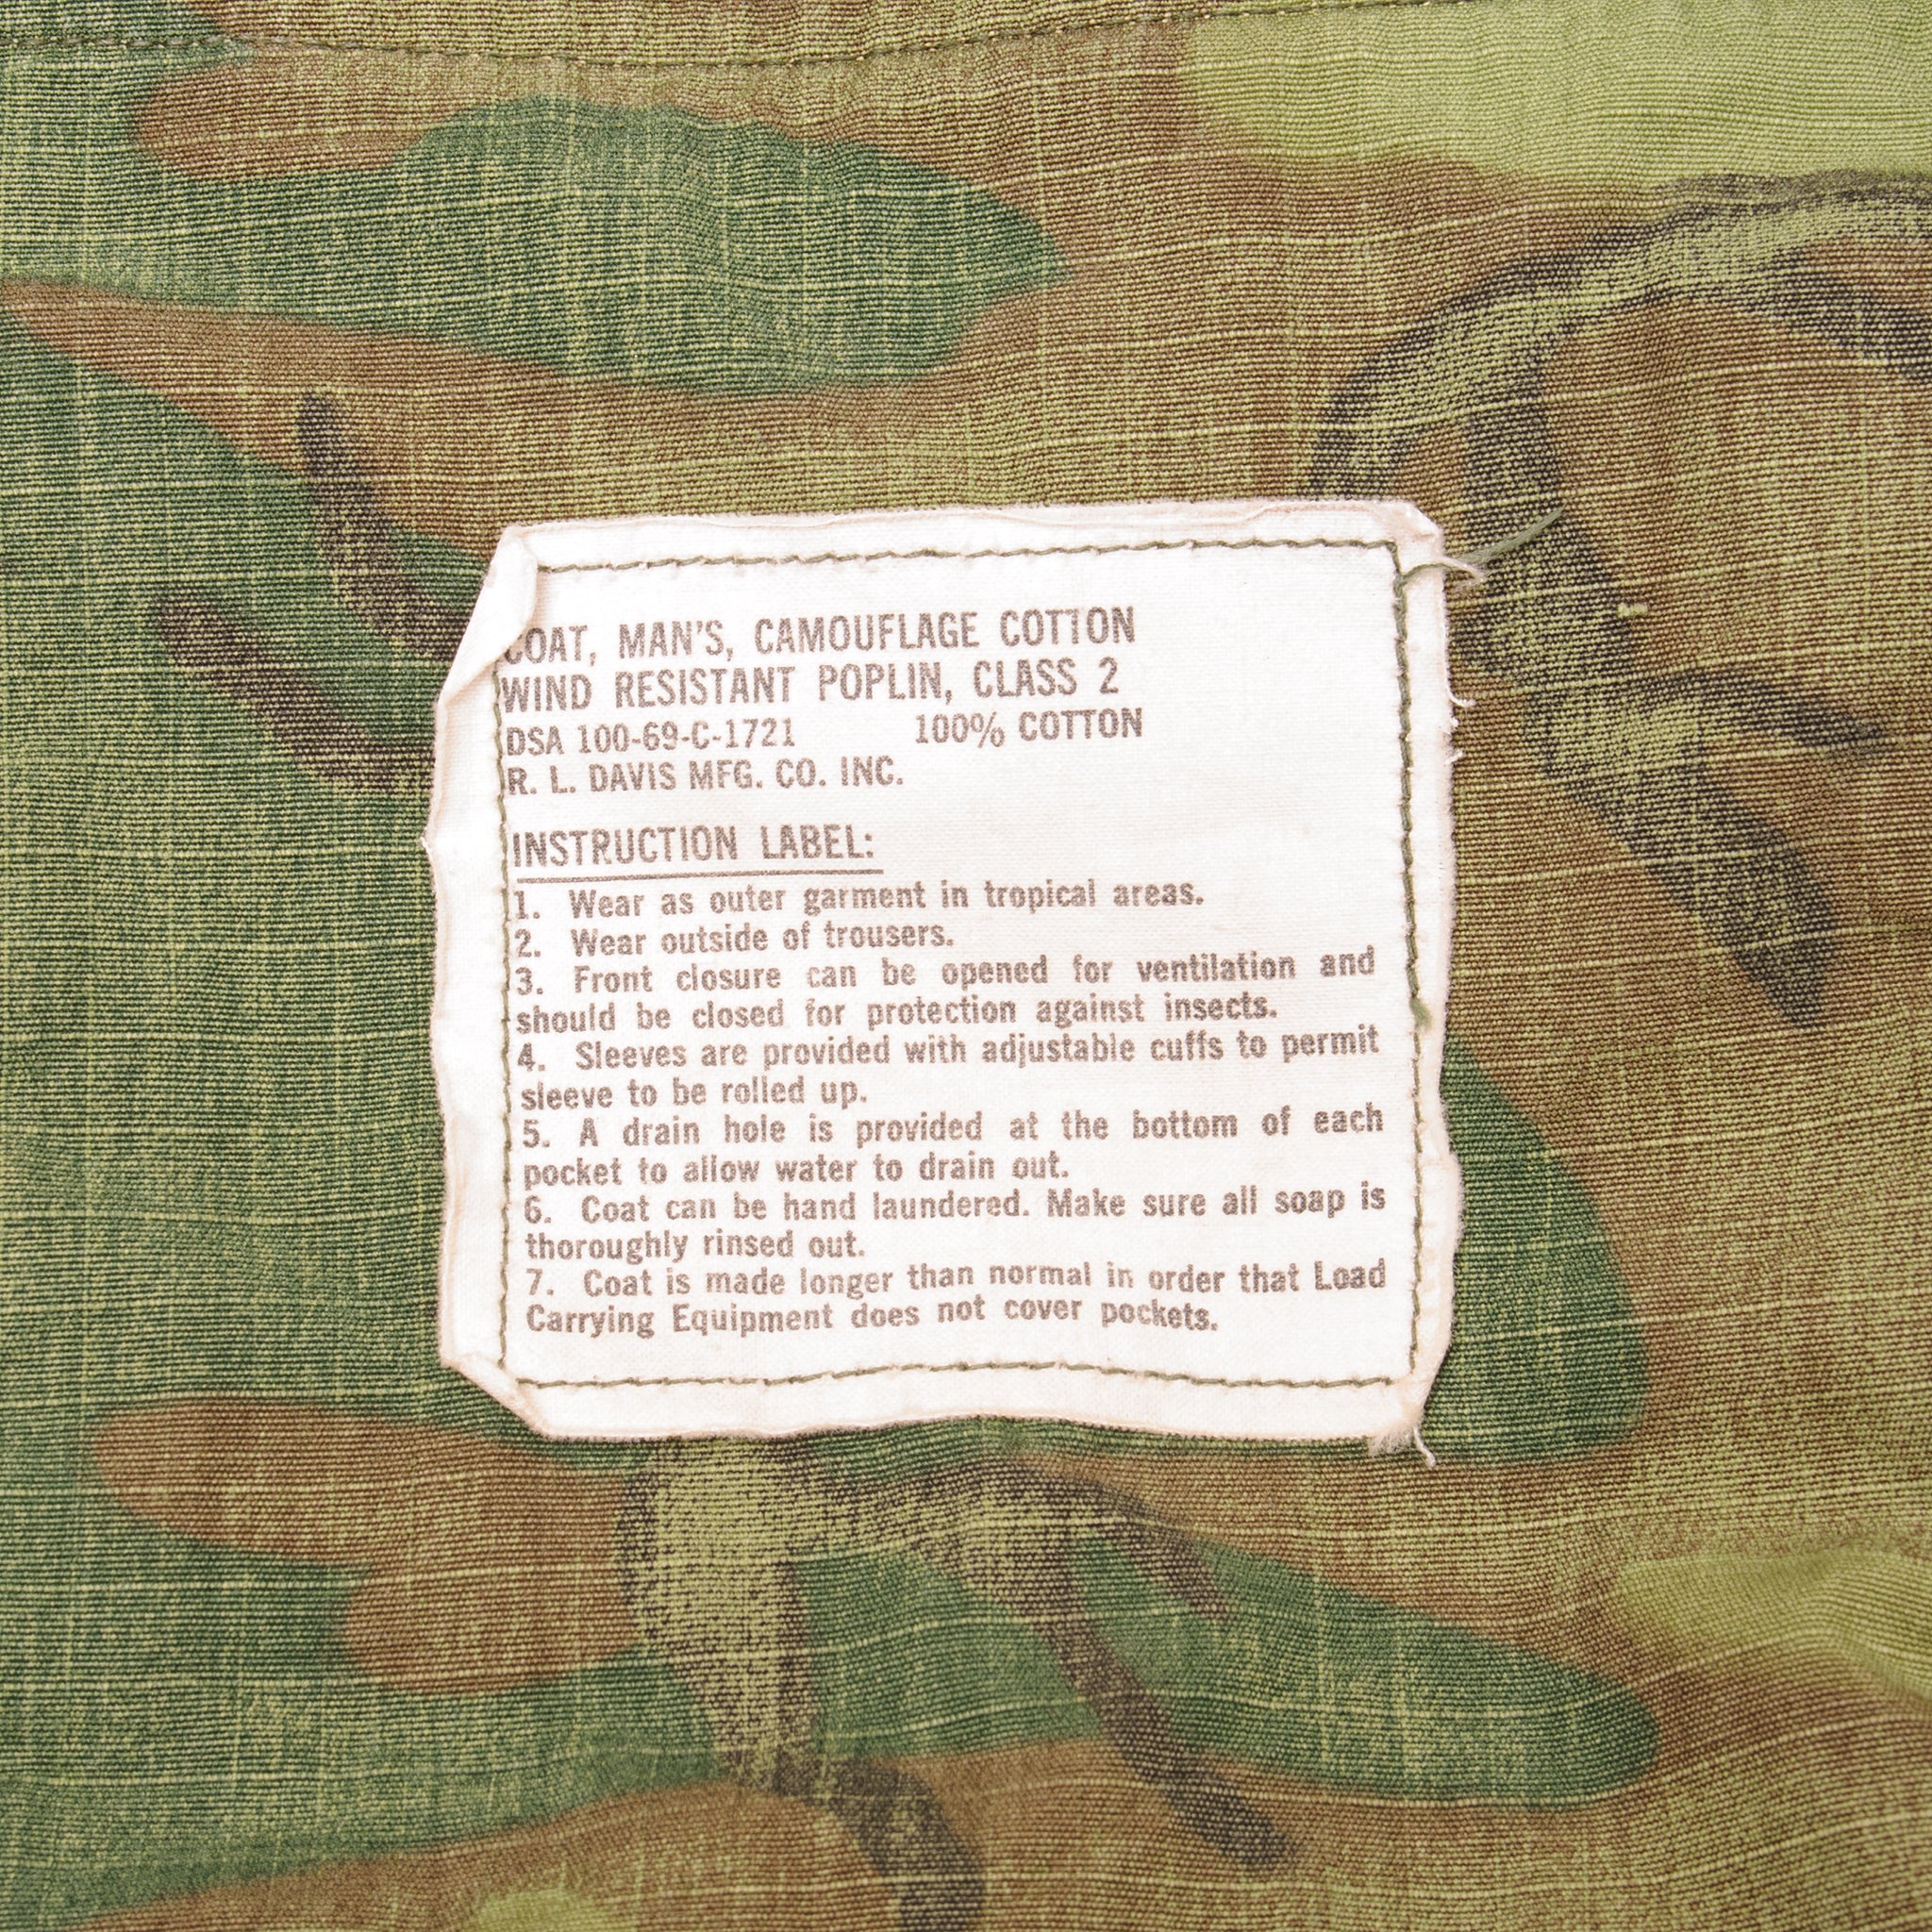 COAT, MAN'S, CAMOUFLAGE COTTON
WIND RESISTANT POPLIN, CLASS 2
DSA 100-69-C-1721 100% COTTON
R. L. DAVIS MFG. CO. INC.
INSTRUCTION LABEL:
1. Wear as outer garment in tropical areas.
2. Wear outside of trousers.
3. Front closure can be opened for ventilation and
should be closed for protection against insects.
4. Sleeves are provided with adjustable cuffs to permit
sleeve to be rolled up.
5. A drain hole is provided at the bottom of each
pocket to allow water to drain out.
6. Coat can be hand laundered. Make sure all soap is
thoroughly rinsed out.
7. Coat is made longer than normal in order that Load
Carrying Equipment does not cover pockets.